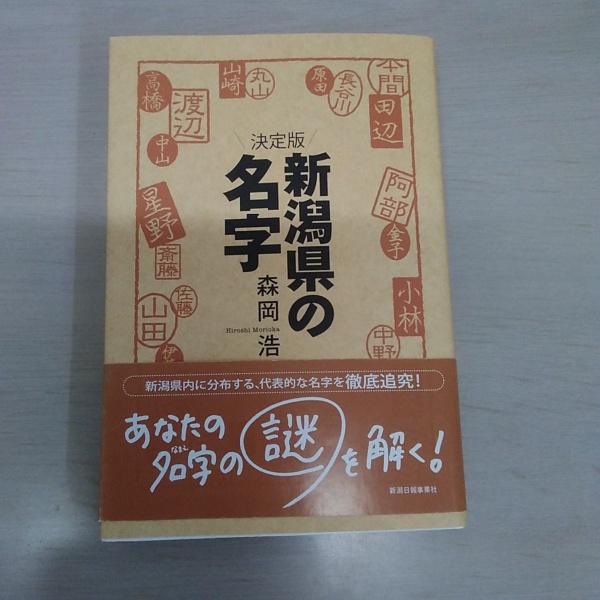 決定版
新潟県の
名字
森岡 浩
Hiroshi Morioka
高橋
渡辺
山崎
丸山
原田
長谷川
本間
田辺
中山
星野
斎藤
佐藤
山田
阿部
金子
小林
中野
新潟県内に分布する、代表的な名字を徹底追究!
あなたの
名字の謎を解く!
新潟日報事業社